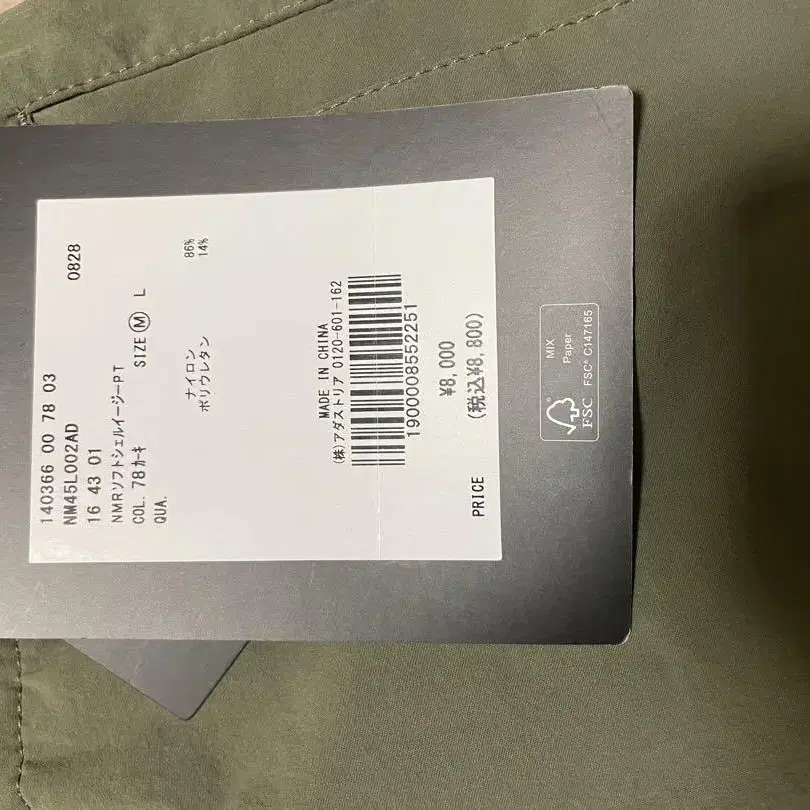 140366 00 78 03 0828
NM45L002AD
16 43 01
NMRソフトシェルイージーPT
COL. 78カーキ SIZE M L
QUA.
ナイロン 86%
ポリウレタン 14%
MADE IN CHINA
(株)アダストリア 0120-601-162
1900008552251
¥8,000
PRICE (税込¥8,800)
FSC®
MIX
Paper
FSC® C147165